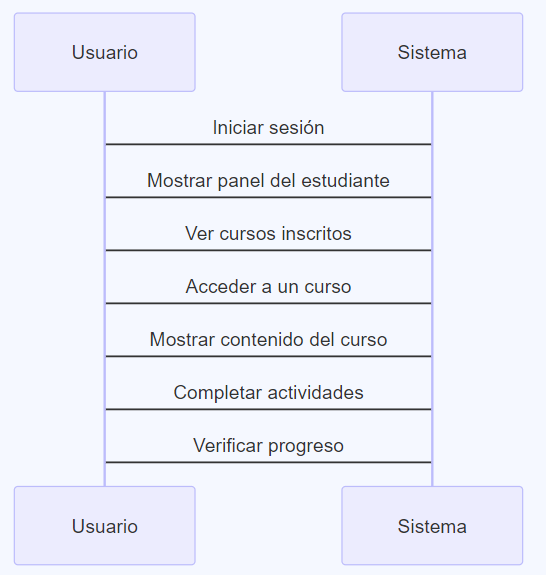 Usuario
Sistema
Iniciar sesión
Mostrar panel del estudiante
Ver cursos inscritos
Acceder a un curso
Mostrar contenido del curso
Completar actividades
Verificar progreso
Usuario
Sistema